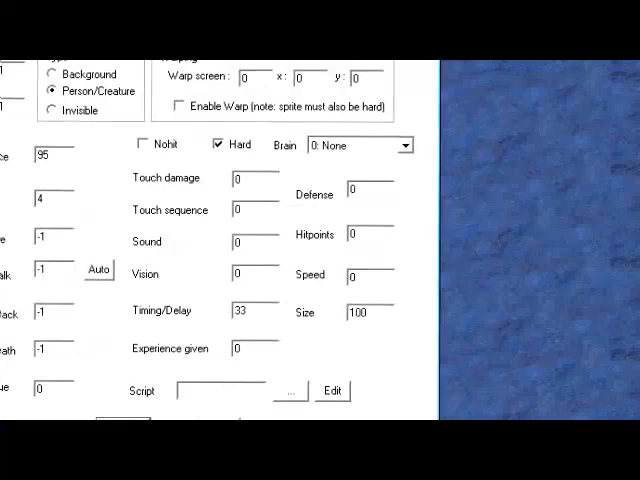 Background
Warp screen : 0 x: 0 y: 0
Person/Creature
Invisible
Enable Warp (note: sprite must also be hard)
Nohit Hard Brain 0: None
95
Touch damage 0 Defense 0
4
Touch sequence 0
-1 Sound 0 Hitpoints 0
-1 Auto Vision 0 Speed 0
-1 Timing/Delay 33 Size 100
-1 Experience given 0
0 Script ... Edit